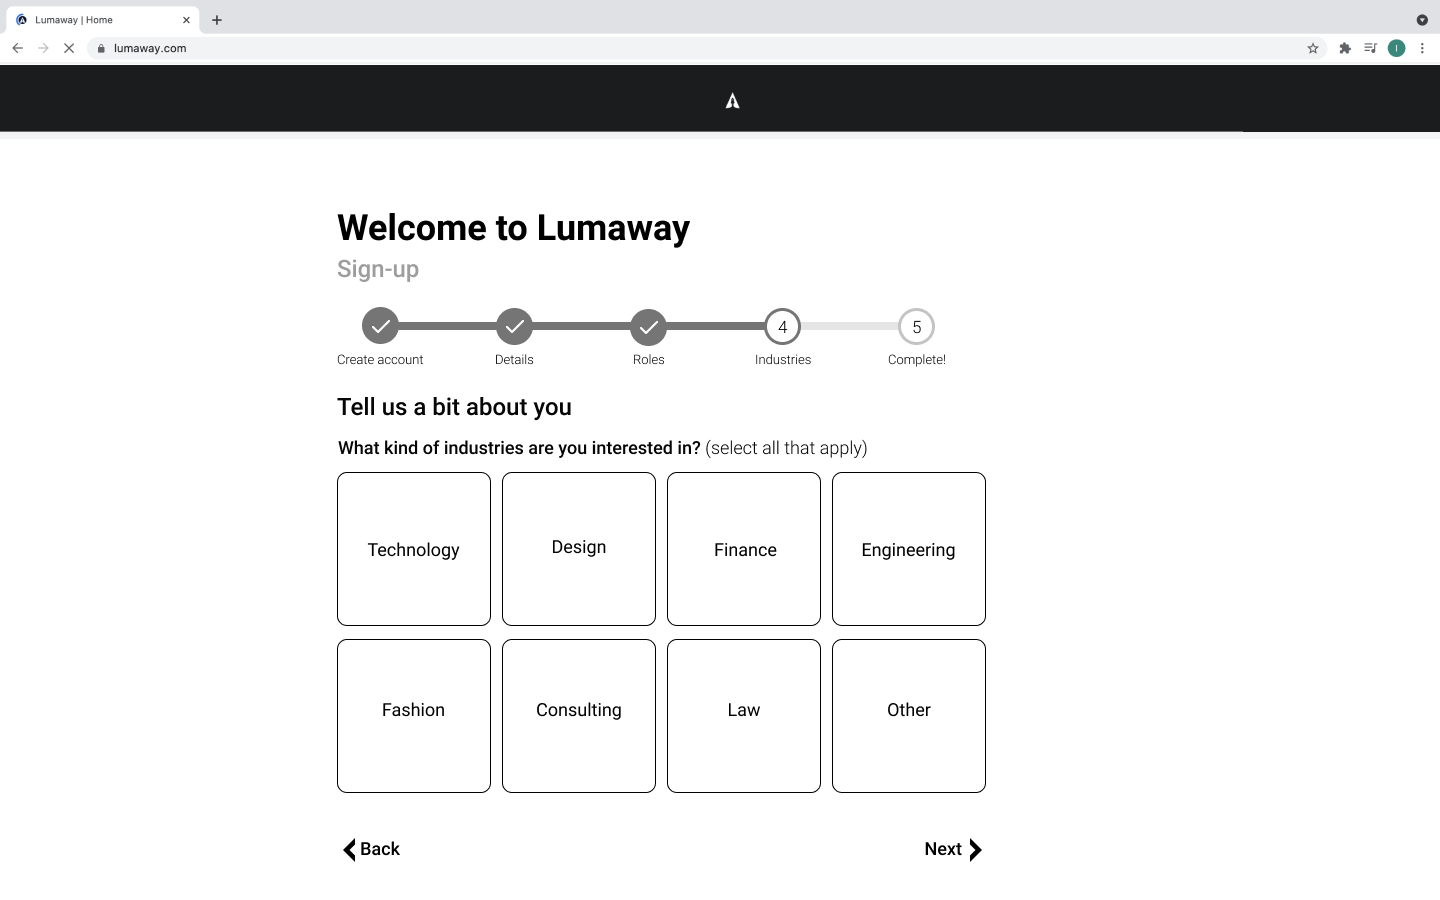 Lumaway | Home
lumaway.com
I
Welcome to Lumaway
Sign-up
4 5
Create account Details Roles Industries Complete!
Tell us a bit about you
What kind of industries are you interested in? (select all that apply)
Technology Design Finance Engineering
Fashion Consulting Law Other
Back Next